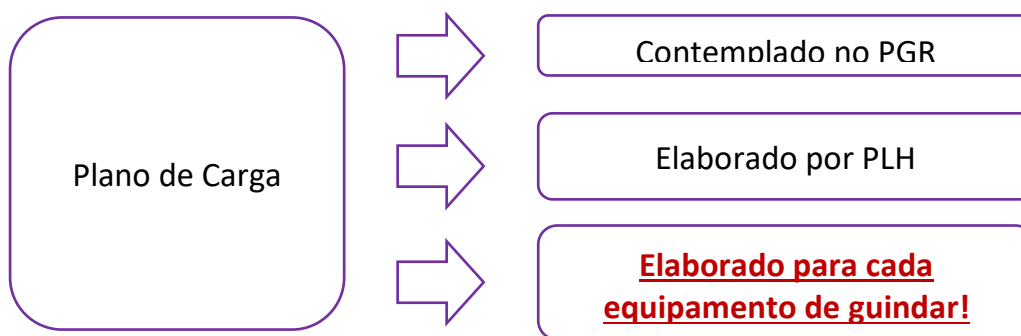 Plano de Carga
Contemplado no PGR
Elaborado por PLH
Elaborado para cada
equipamento de guindar!